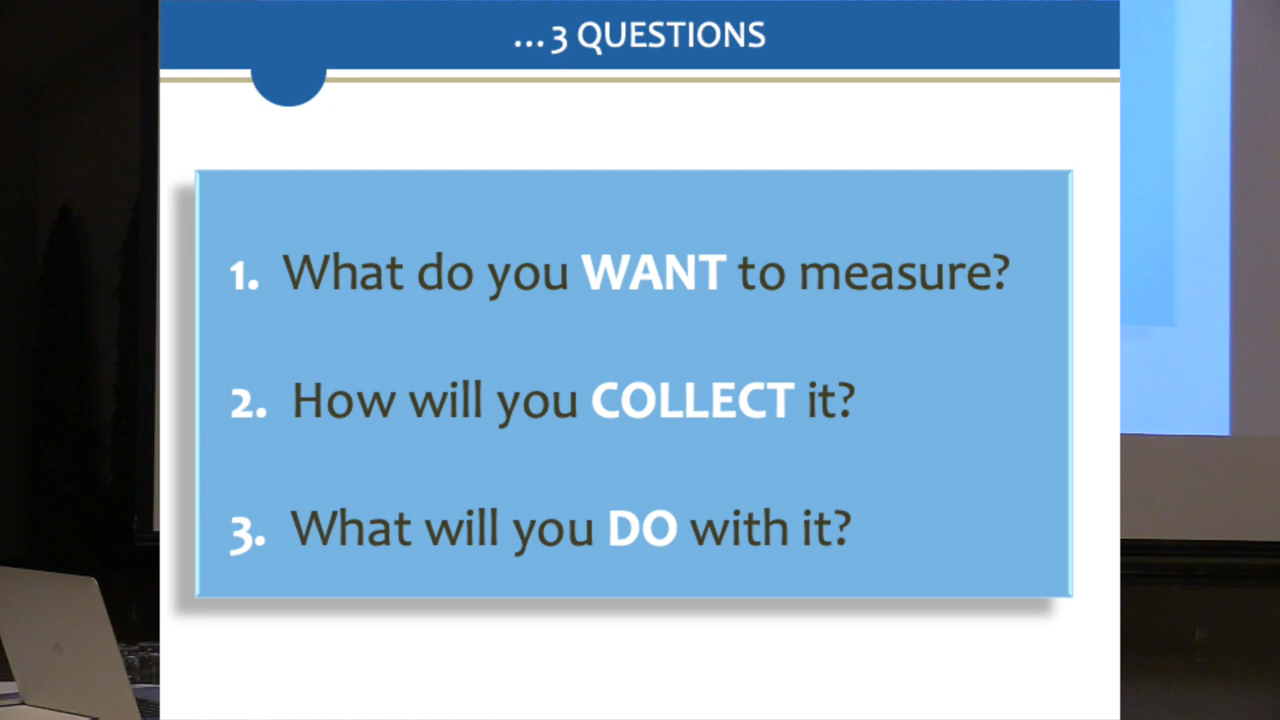 ...3 QUESTIONS
1. What do you WANT to measure?
2. How will you COLLECT it?
3. What will you DO with it?